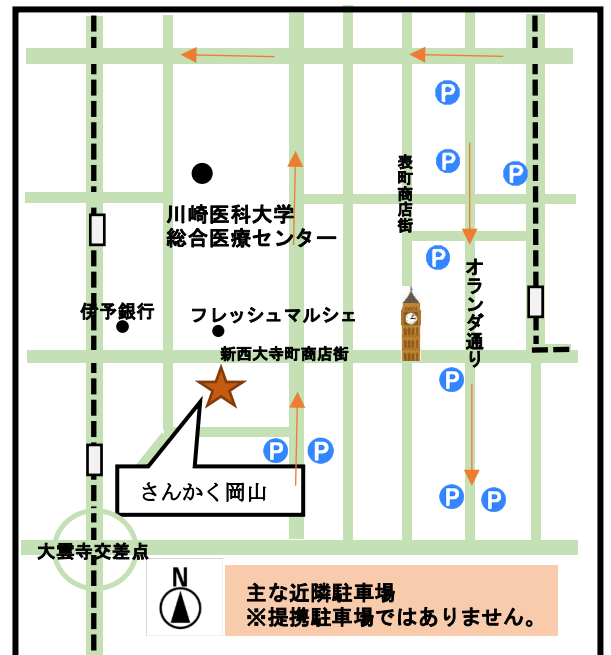 P
P
P
表町商店街
川崎医科大学
総合医療センター
P
オランダ通り
伊予銀行
フレッシュマルシェ
新西大寺町商店街
P
P
P
さんかく岡山
P
P
大雲寺交差点
N
主な近隣駐車場
※提携駐車場ではありません。